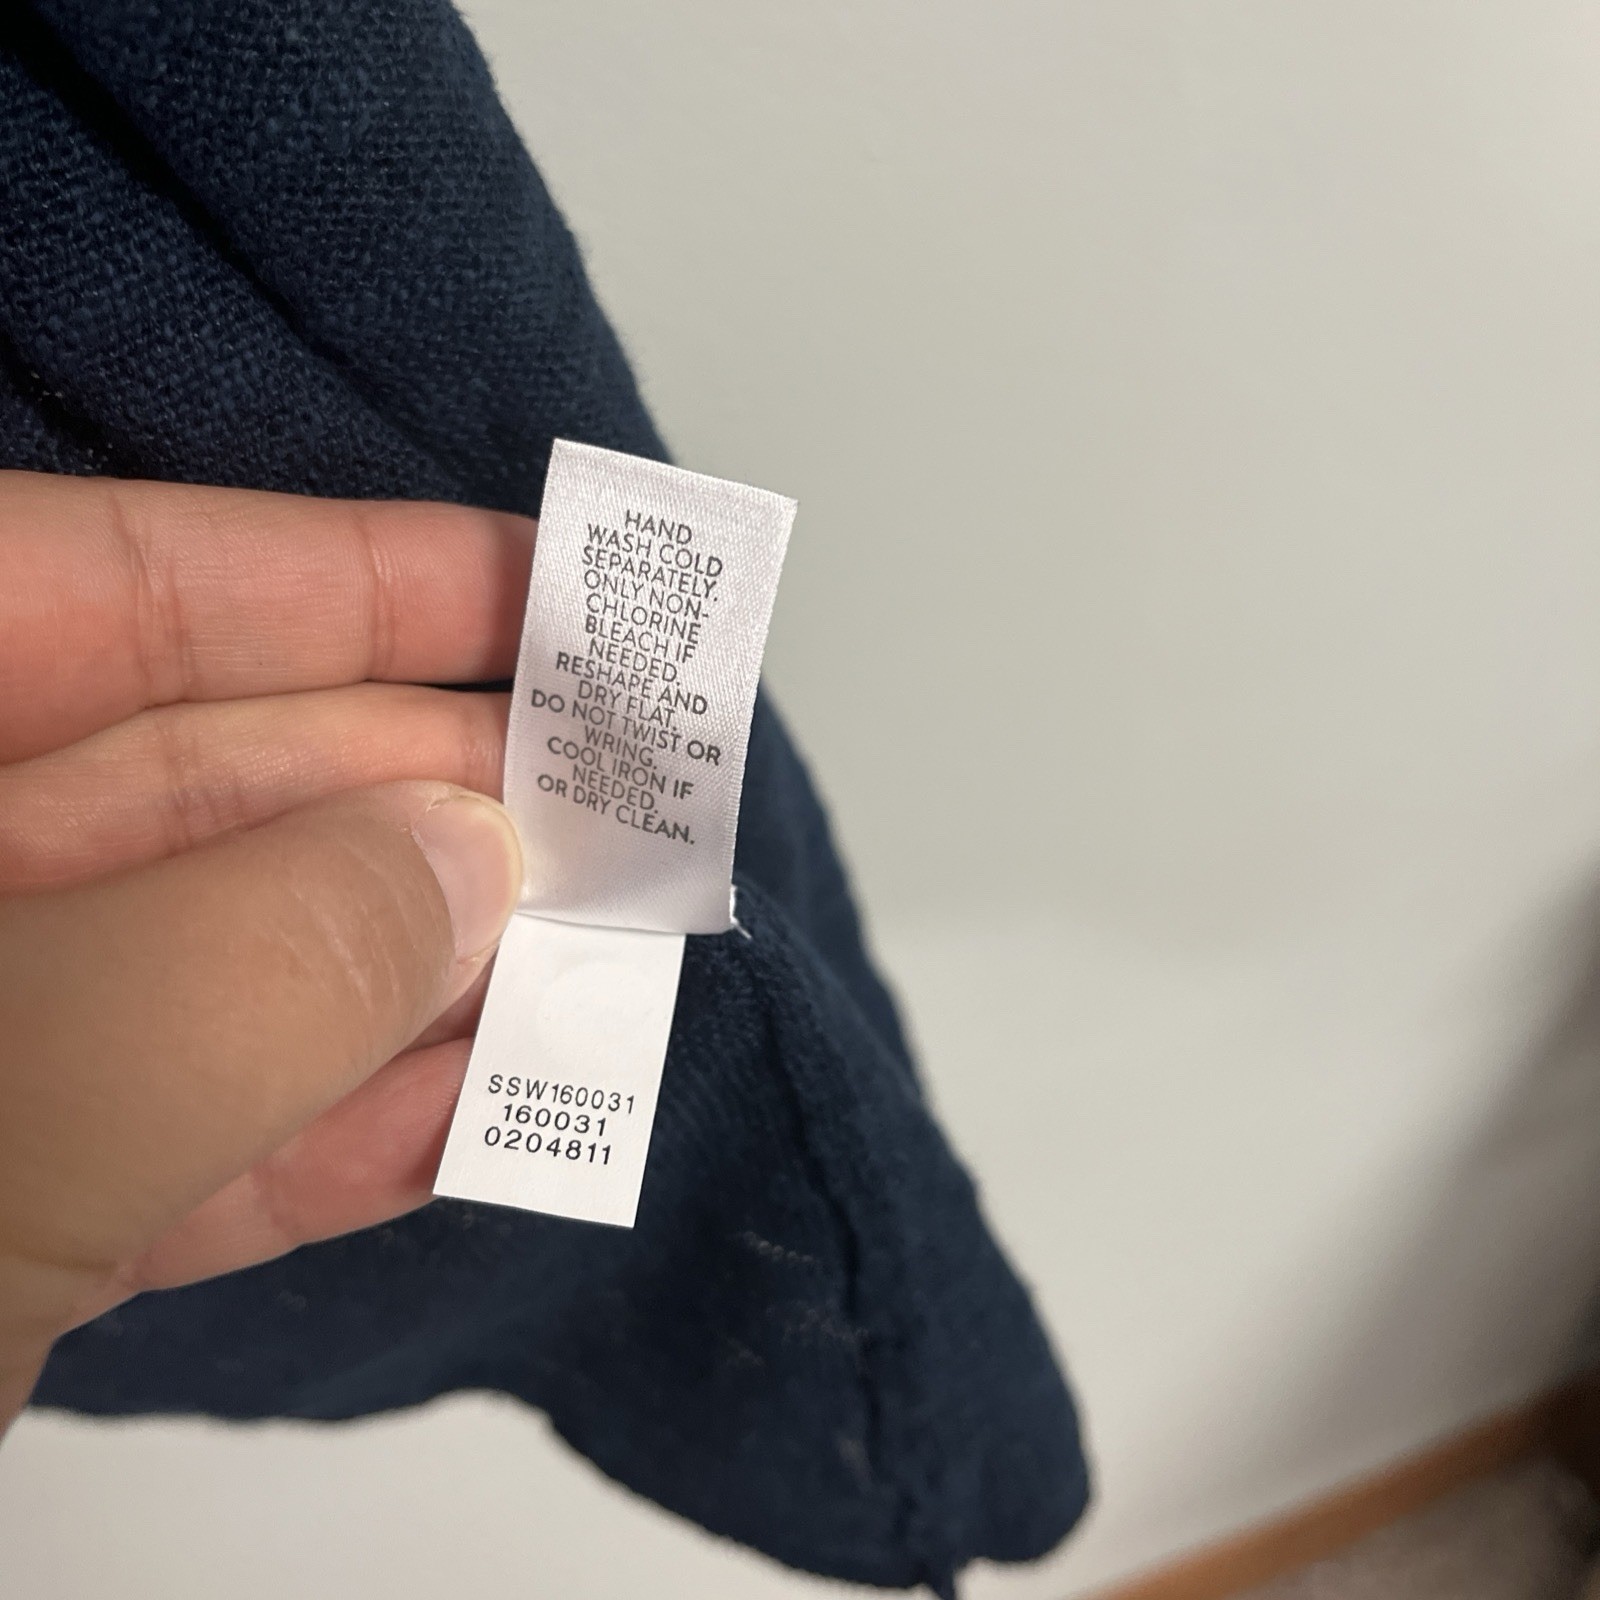 HAND
WASH COLD
SEPARATELY.
ONLY NON-
CHLORINE
BLEACH IF
NEEDED.
RESHAPE AND
DRY FLAT.
DO NOT TWIST OR
WRING.
COOL IRON IF
NEEDED.
OR DRY CLEAN.
SSW160031
160031
0204811